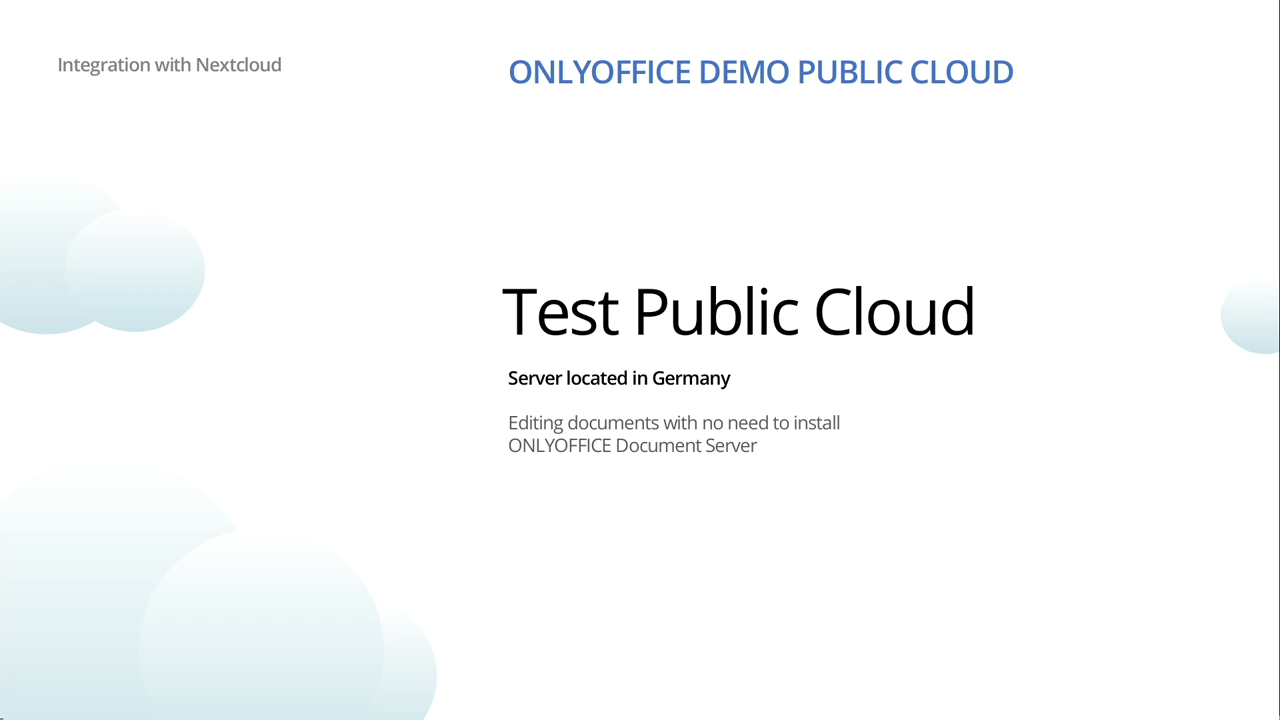 Integration with Nextcloud
ONLYOFFICE DEMO PUBLIC CLOUD
Test Public Cloud
Server located in Germany
Editing documents with no need to install
ONLYOFFICE Document Server